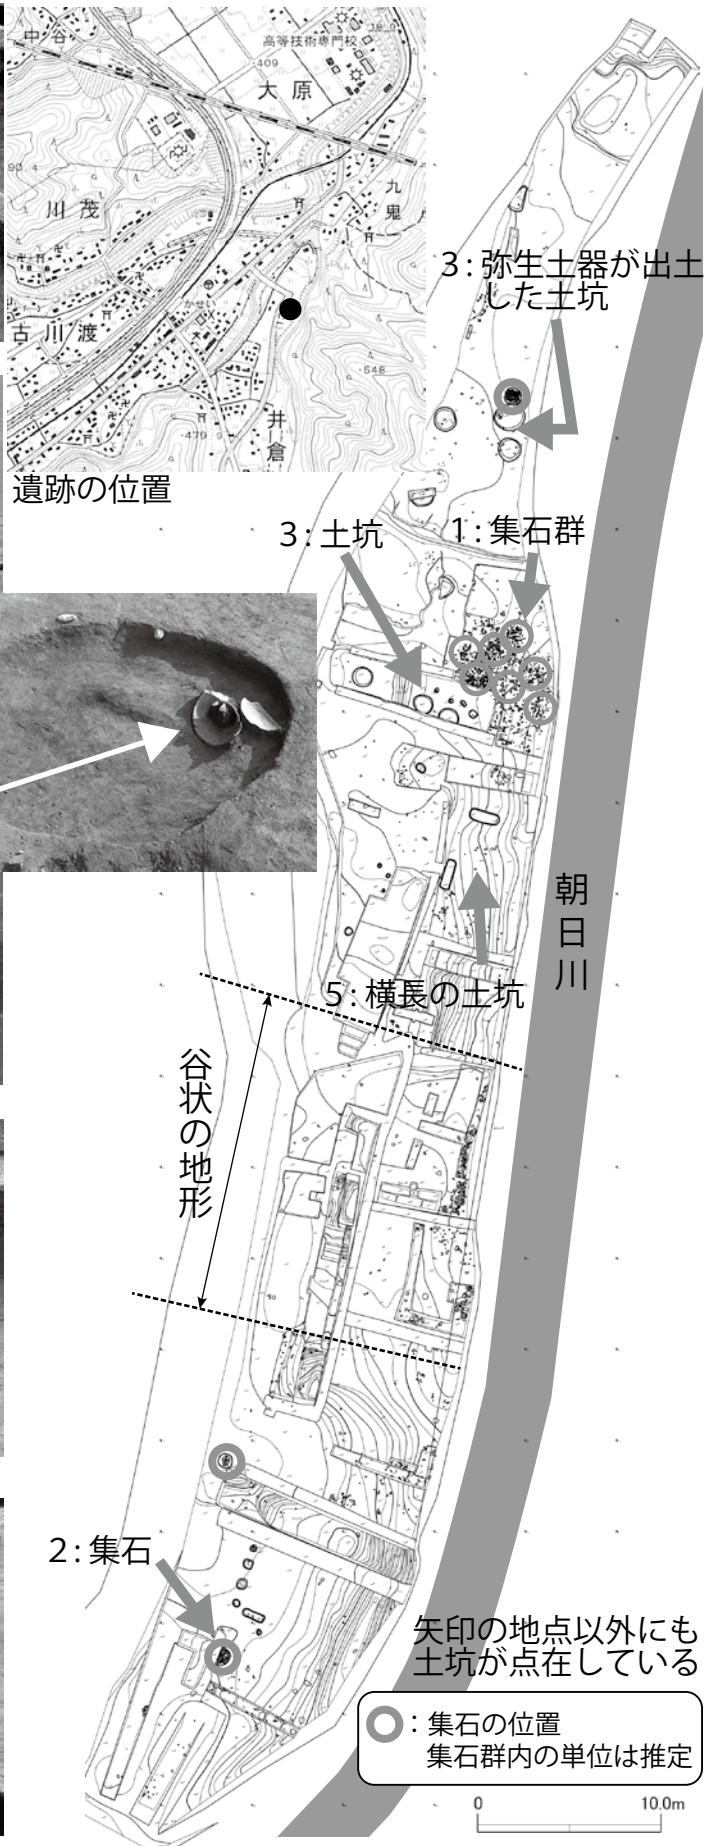 中谷
高等技術専門校
18.0
・409
大原
90.4
川茂
九鬼
かせい
古川渡
・548
・479
井倉
遺跡の位置
3：弥生土器が出土
した土坑
3：土坑
1：集石群
朝日川
5：横長の土坑
谷状の地形
2：集石
矢印の地点以外にも
土坑が点在している
：集石の位置
集石群内の単位は推定
0 10.0m